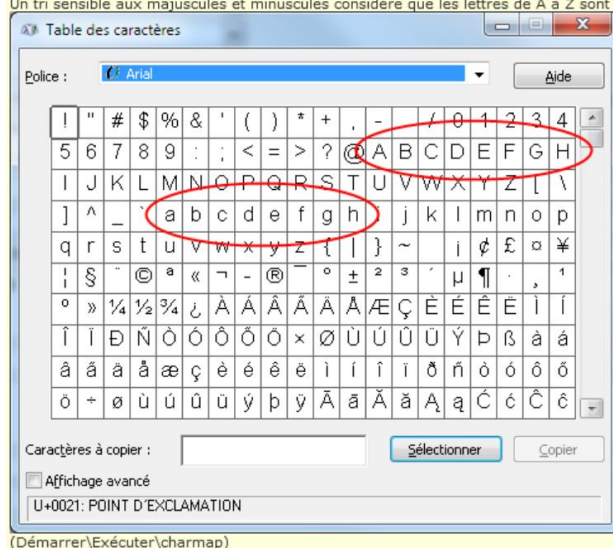 Un tri sensible aux majuscules et minuscules considère que les lettres de A à Z sont
Table des caractères
Police : Arial Aide
! " # $ % & ' ( ) * + , - . / 0 1 2 3 4
5 6 7 8 9 : ; < = > ? @ A B C D E F G H
I J K L M N O P Q R S T U V W X Y Z [ \
] ^ _ ` a b c d e f g h i j k l m n o p
q r s t u v w x y z { | } ~ ¡ ¢ £ ¤ ¥
¦ § ¨ © ª « ¬ - ® ¯ ° ± ² ³ ´ µ ¶ · ¸ ¹
º » ¼ ½ ¾ ¿ À Á Â Ã Ä Å Æ Ç È É Ê Ë Ì Í
Î Ï Ð Ñ Ò Ó Ô Õ Ö × Ø Ù Ú Û Ü Ý Þ ß à á
â ã ä å æ ç è é ê ë ì í î ï ð ñ ò ó ô õ
ö ÷ ø ù ú û ü ý þ ÿ Ā ā Ă ă Ą ą Ć ć Ĉ ĉ
Caractères à copier : Sélectionner Copier
Affichage avancé
U+0021: POINT D'EXCLAMATION
(Démarrer\Exécuter\charmap)